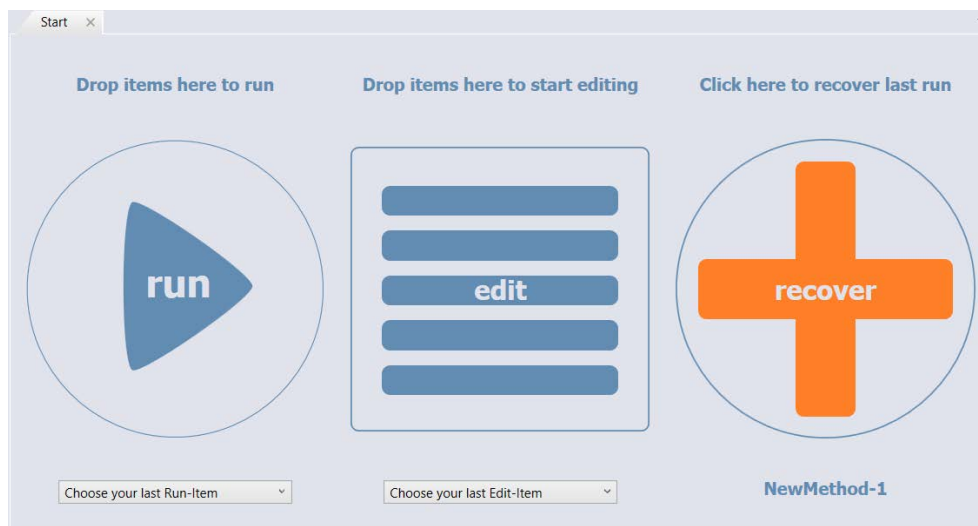 Start
Drop items here to run
Drop items here to start editing
Click here to recover last run
run
edit
recover
Choose your last Run-Item
Choose your last Edit-Item
NewMethod-1